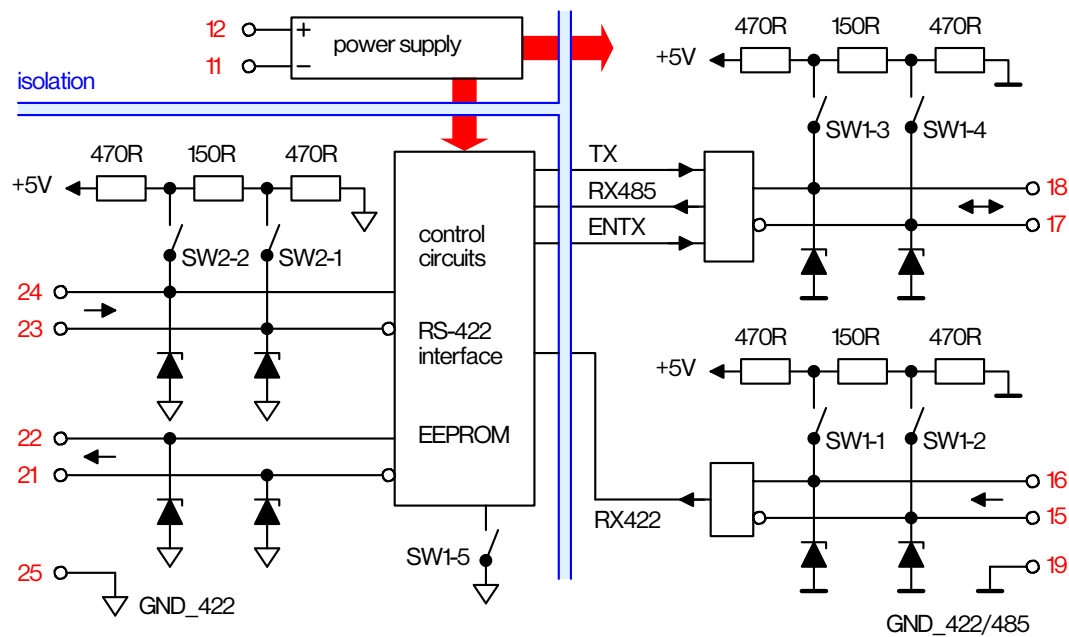 12
+
power supply
11
−
isolation
470R 150R 470R
+5V
SW1-3
SW1-4
18
17
470R 150R 470R
+5V
SW2-2
SW2-1
24
23
22
21
25
GND_422
control
circuits
RS-422
interface
EEPROM
SW1-5
TX
RX485
ENTX
RX422
470R 150R 470R
+5V
SW1-1
SW1-2
16
15
19
GND_422/485